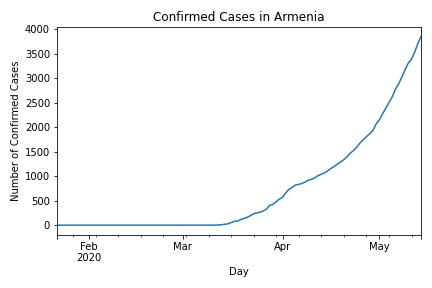 Confirmed Cases in Armenia
Number of Confirmed Cases
4000
3500
3000
2500
2000
1500
1000
500
0
Feb
2020
Mar
Apr
May
Day